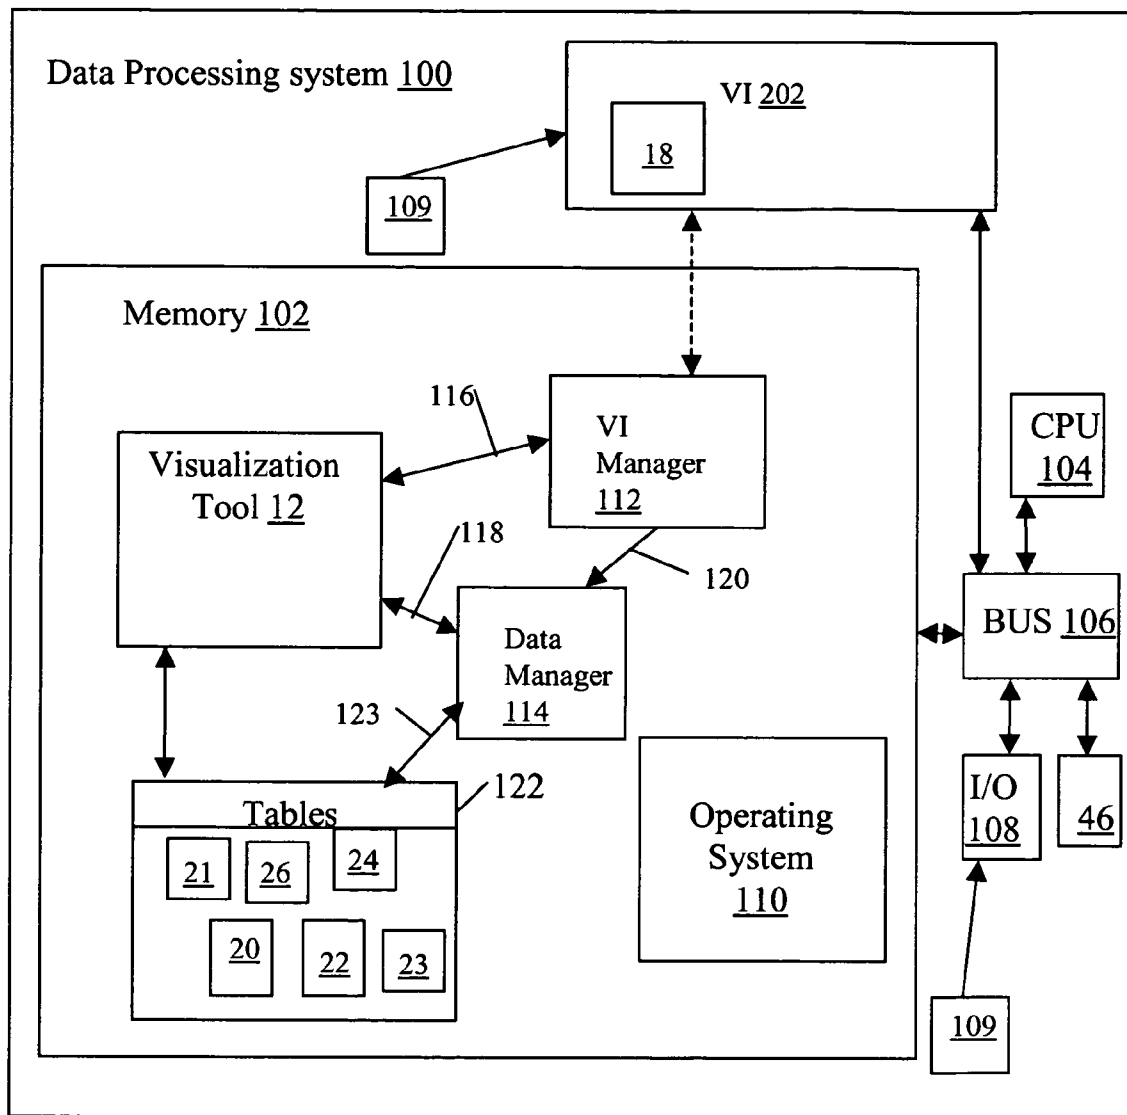 Data Processing system 100
VI 202
18
109
Memory 102
116
VI
Manager
112
CPU
104
Visualization
Tool 12
118
120
BUS 106
Data
Manager
114
123
122
Tables
Operating
System
110
I/O
108
46
21
26
24
20
22
23
109